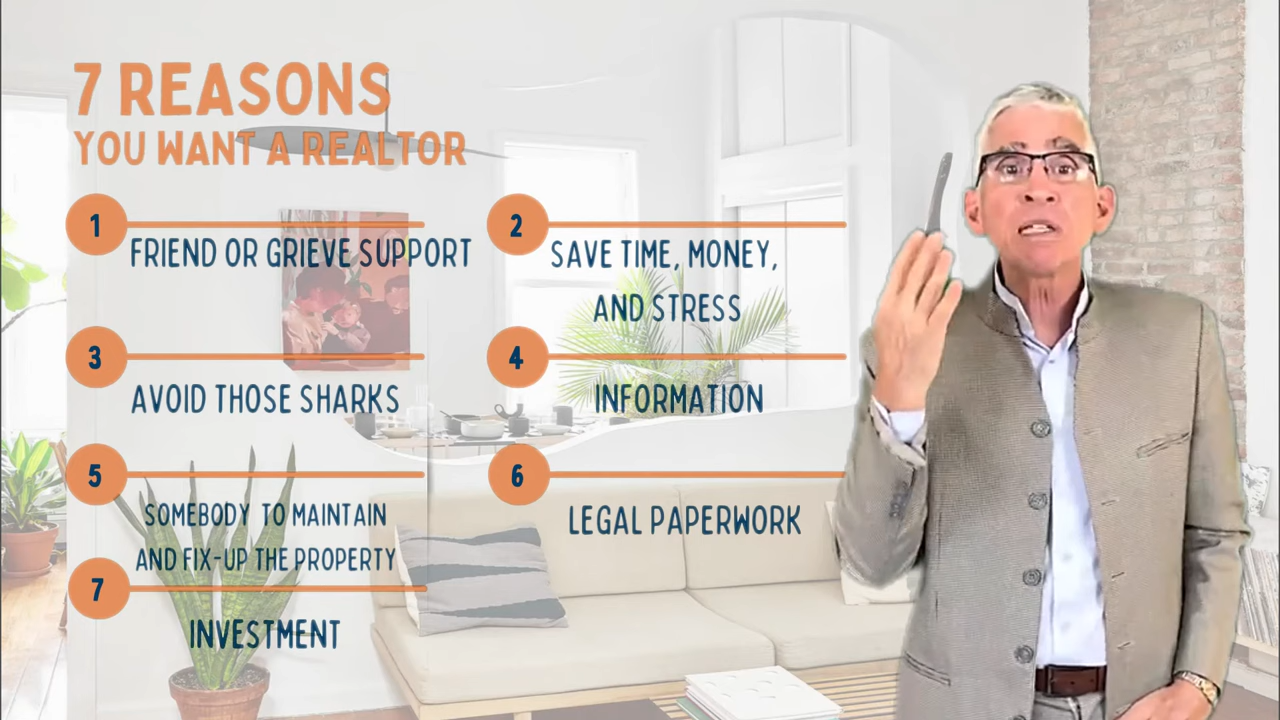 7 REASONS
YOU WANT A REALTOR
1
FRIEND OR GRIEVE SUPPORT
2
SAVE TIME, MONEY,
AND STRESS
3
AVOID THOSE SHARKS
4
INFORMATION
5
SOMEBODY TO MAINTAIN
AND FIX-UP THE PROPERTY
6
LEGAL PAPERWORK
7
INVESTMENT